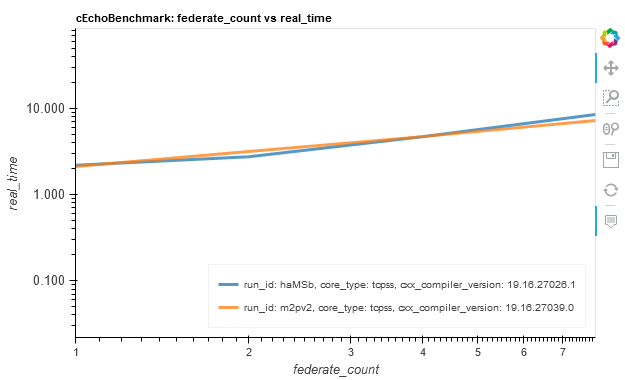 cEchoBenchmark: federate_count vs real_time
10.000
1.000
0.100
real_time
run_id: haMSb, core_type: tcpss, cxx_compiler_version: 19.16.27026.1
run_id: m2pv2, core_type: tcpss, cxx_compiler_version: 19.16.27039.0
1 2 3 4 5 6 7
federate_count